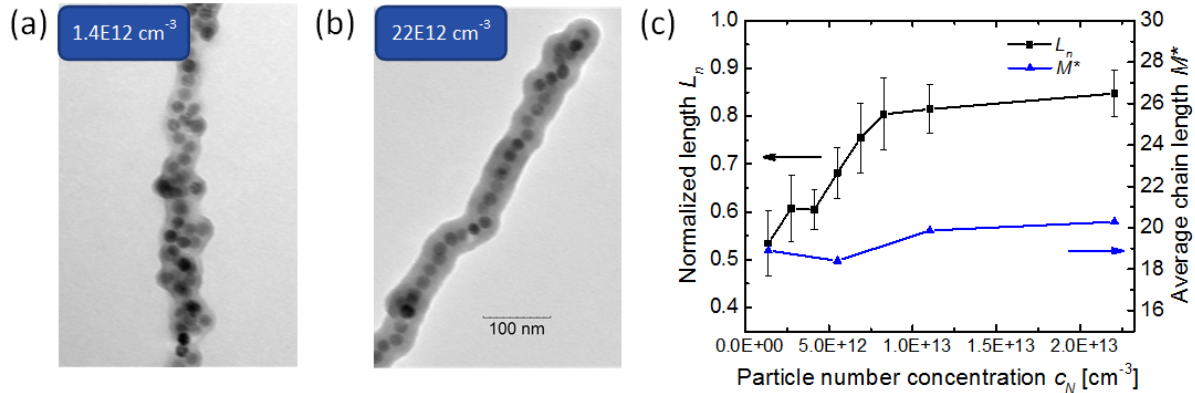 (a)
1.4E12 cm⁻³
(b)
22E12 cm⁻³
100 nm
(c)
Normalized length Lₙ
1.0
0.9
0.8
0.7
0.6
0.5
0.4
Lₙ
M*
30
28
26
24
22
20
18
16
Average chain length M*
0.0E+00 5.0E+12 1.0E+13 1.5E+13 2.0E+13
Particle number concentration c_N [cm⁻³]